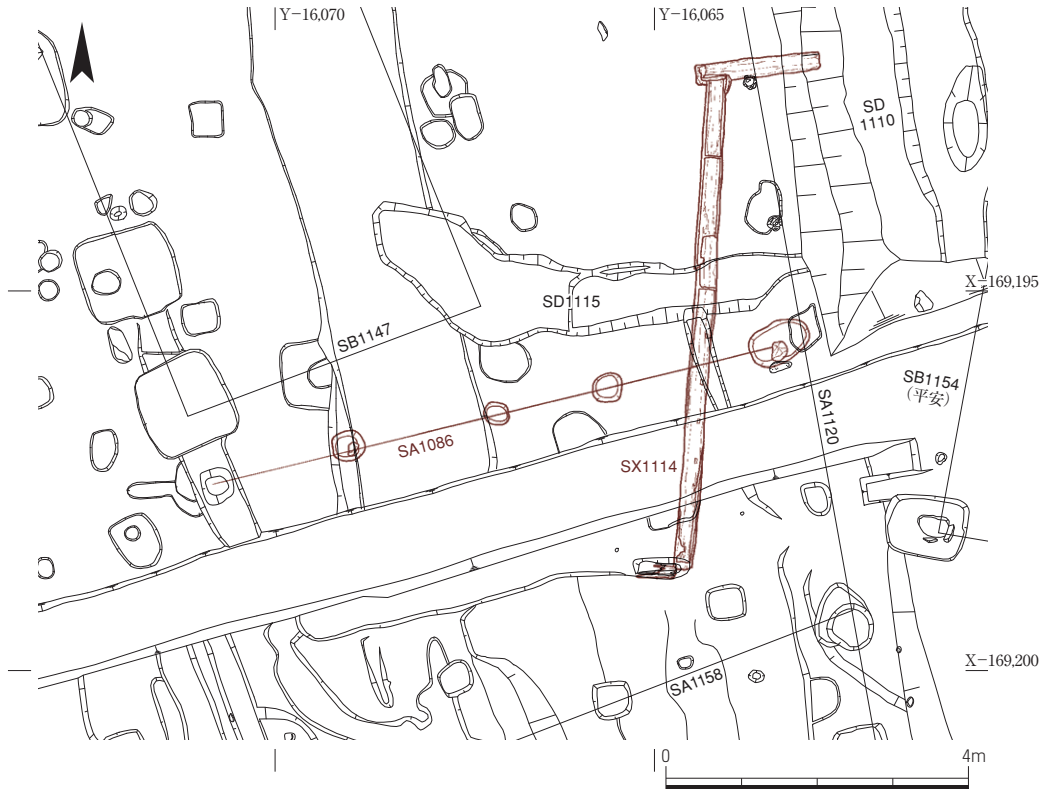 Y−16,070
Y−16,065
SD
1110
X−169,195
SD1115
SB1147
SB1154
(平安)
SA1120
SA1086
SX1114
X−169,200
SA1158
0
4m